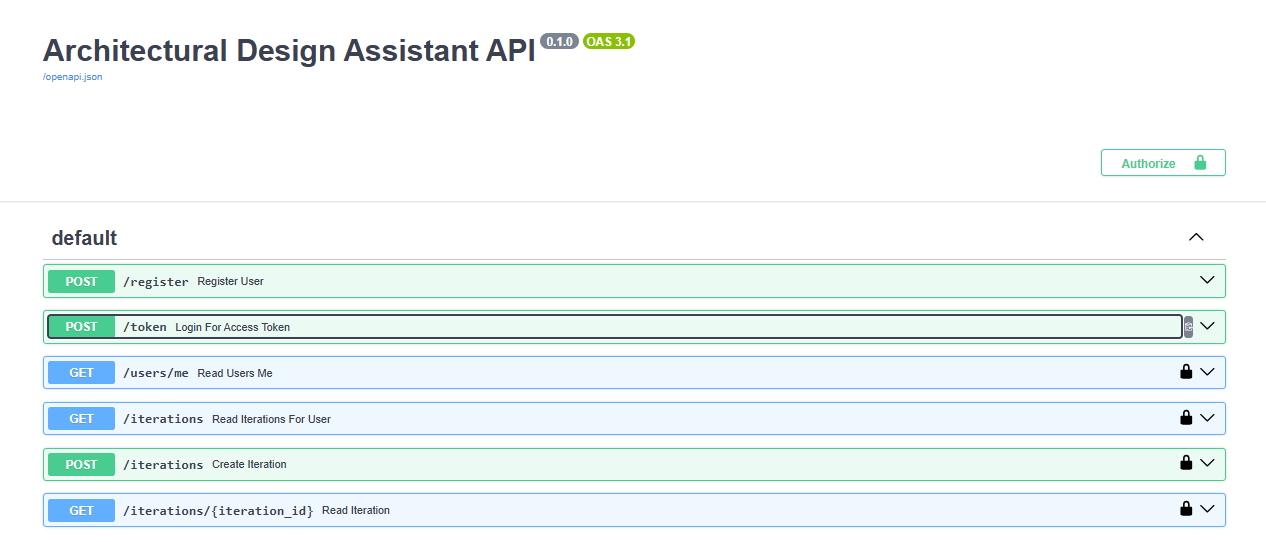 Architectural Design Assistant API 0.1.0 OAS 3.1
/openapi.json
Authorize
default
POST /register Register User
POST /token Login For Access Token
GET /users/me Read Users Me
GET /iterations Read Iterations For User
POST /iterations Create Iteration
GET /iterations/{iteration_id} Read Iteration